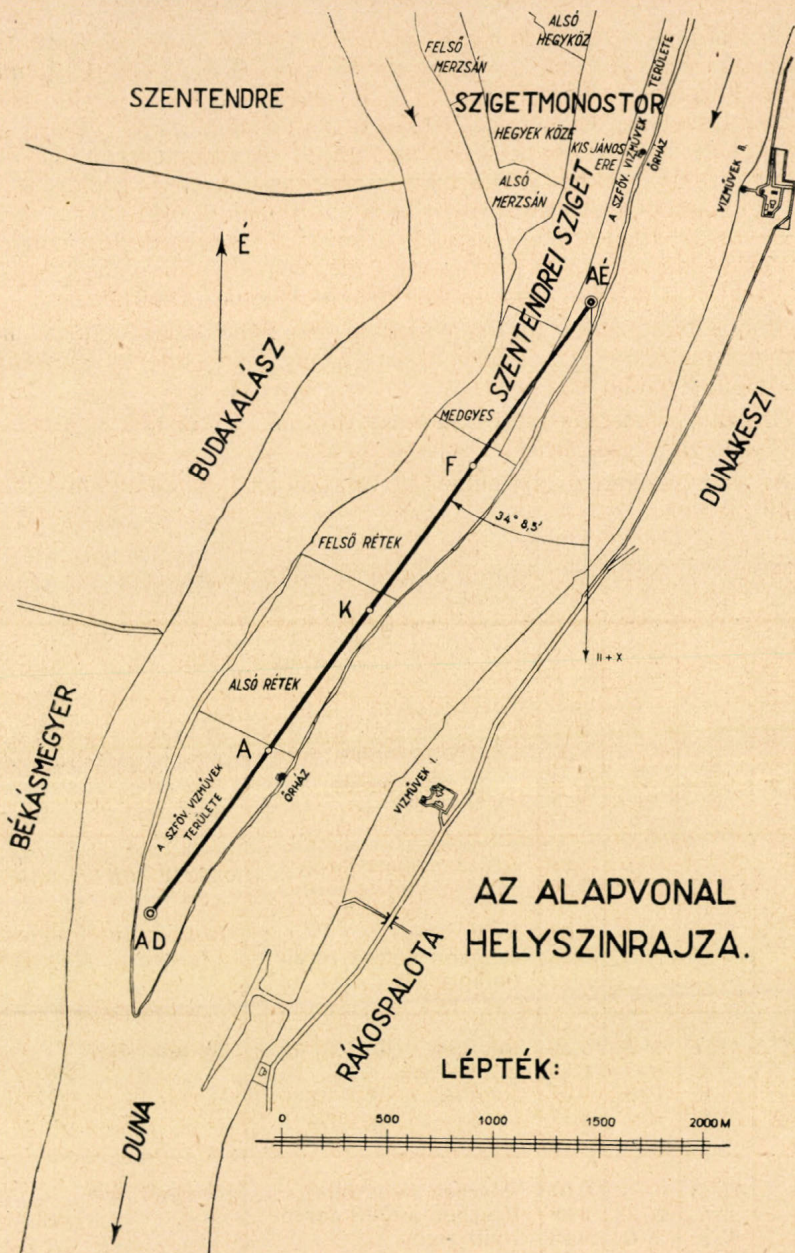 ALSÓ
HEGYKÖZ
FELSŐ
MERZSÁN
SZENTENDRE
SZIGETMONOSTOR
HEGYEK KÖZE
KIS JÁNOS
ERE
A SZFŐV. VIZMŰVEK TERÜLETE
ŐRHÁZ
ALSÓ
MERZSÁN
VIZMŰVEK II.
É
SZENTENDREI SZIGET
AÉ
BUDAKALÁSZ
MEDGYES
F
DUNAKESZI
34° 8,5'
FELSŐ RÉTEK
K
II + X
ALSÓ RÉTEK
A
BÉKÁSMEGYER
A SZFŐV. VIZMŰVEK
TERÜLETE
ŐRHÁZ
VIZMŰVEK I.
AD
AZ ALAPVONAL
HELYSZINRAJZA.
RÁKOSPALOTA
LÉPTÉK:
0 500 1000 1500 2000 M
DUNA